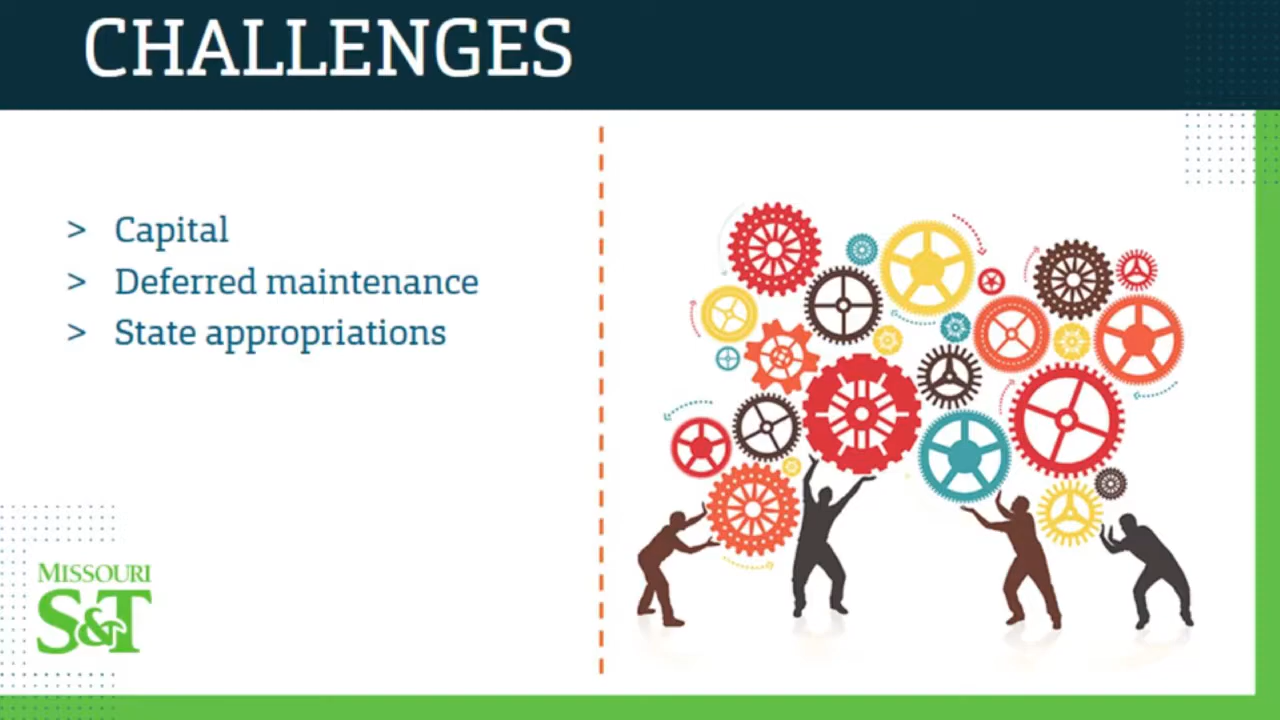 CHALLENGES
> Capital
> Deferred maintenance
> State appropriations
MISSOURI
S&T